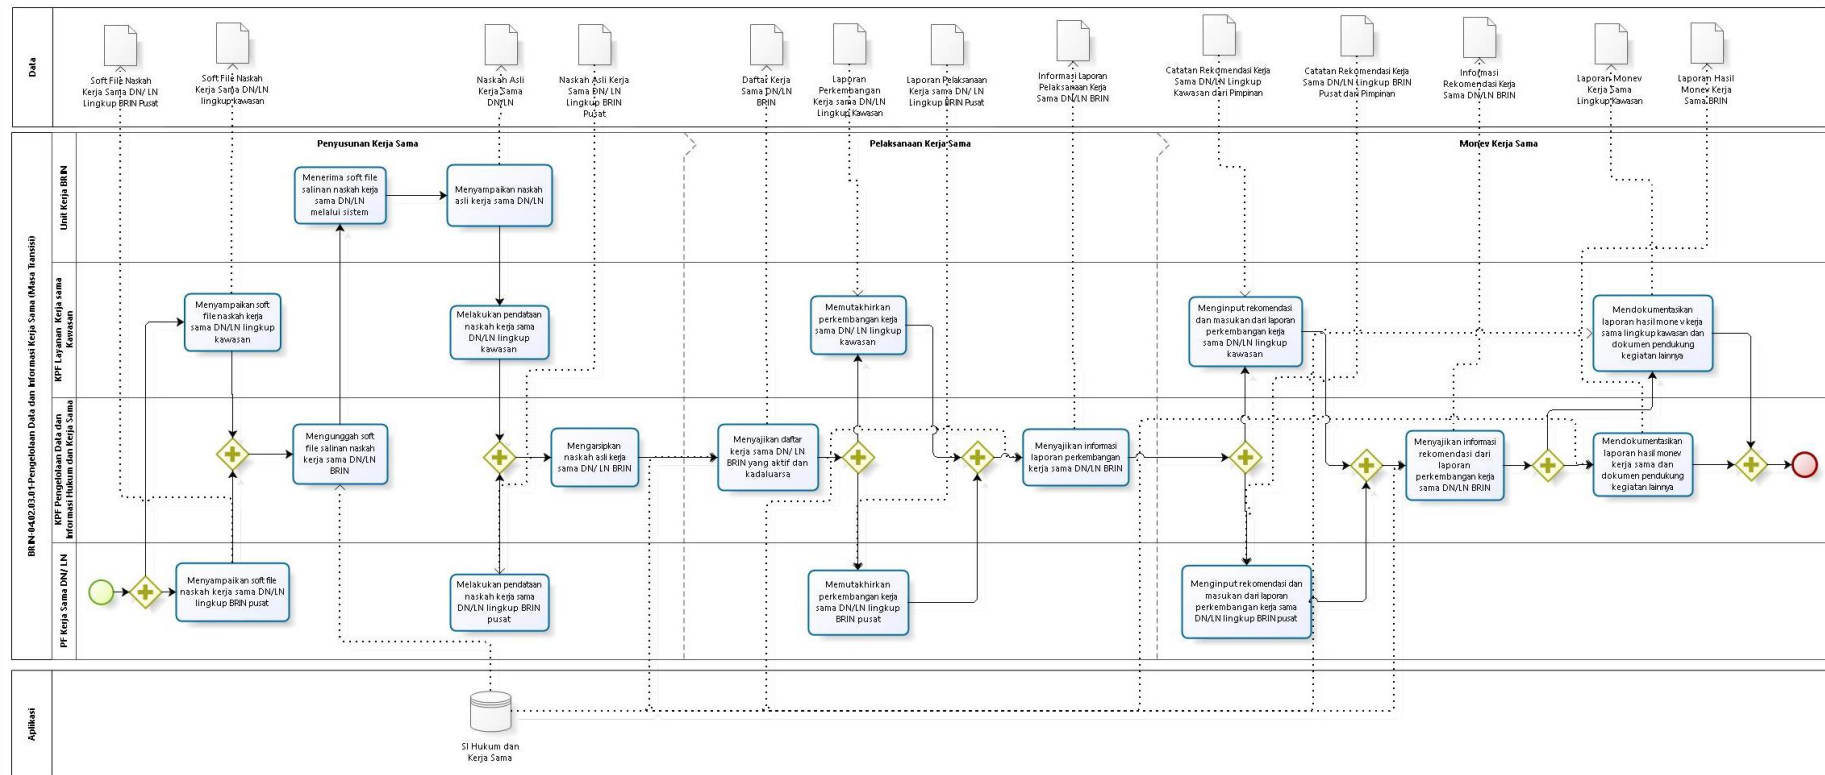 Data
Soft File Naskah
Kerja Sama DN/ LN
Lingkup BRIN Pusat
Soft File Naskah
Kerja Sama DN/LN
lingkup kawasan
Naskah Asli
Kerja Sama
DN/LN
Naskah Asli Kerja
Sama DN/ LN
Lingkup BRIN
Pusat
Daftar Kerja
Sama DN/LN
BRIN
Laporan
Perkembangan
Kerja sama DN/LN
Lingkup Kawasan
Laporan Pelaksanaan
Kerja sama DN/ LN
Lingkup BRIN Pusat
Informasi Laporan
Pelaksanaan Kerja
Sama DN/LN BRIN
Catatan Rekomendasi Kerja
Sama DN/LN Lingkup
Kawasan dari Pimpinan
Catatan Rekomendasi Kerja
Sama DN/LN Lingkup BRIN
Pusat dari Pimpinan
Informasi
Rekomendasi Kerja
Sama DN/LN BRIN
Laporan Monev
Kerja Sama
Lingkup Kawasan
Laporan Hasil
Monev Kerja
Sama BRIN
BRIN-04.02.03.01-Pengelolaan Data dan Informasi Kerja Sama (Masa Transisi)
Penyusunan Kerja Sama
Pelaksanaan Kerja Sama
Monev Kerja Sama
Unit Kerja BRIN
Menerima soft file
salinan naskah kerja
sama DN/LN
melalui sistem
Menyampaikan naskah
asli kerja sama DN/LN
KPF Layanan Kerja sama
Kawasan
Menyampaikan soft
file naskah kerja
sama DN/LN lingkup
kawasan
Melakukan pendataan
naskah kerja sama
DN/LN lingkup
kawasan
Memutakhirkan
perkembangan kerja
sama DN/ LN lingkup
kawasan
Menginput rekomendasi
dan masukan dari laporan
perkembangan kerja
sama DN/LN lingkup
kawasan
Mendokumentasikan
laporan hasil monev kerja
sama lingkup kawasan dan
dokumen pendukung
kegiatan lainnya
KPF Pengelolaan Data dan
Informasi Hukum dan Kerja Sama
Mengunggah soft
file salinan naskah
kerja sama DN/LN
BRIN
Mengarsipkan
naskah asli kerja
sama DN/ LN BRIN
Menyajikan daftar
kerja sama DN/ LN
BRIN yang aktif dan
kadaluarsa
Menyajikan informasi
laporan perkembangan
kerja sama DN/LN BRIN
Menyajikan informasi
rekomendasi dari
laporan
perkembangan kerja
sama DN/LN BRIN
Mendokumentasikan
laporan hasil monev
kerja sama dan
dokumen pendukung
kegiatan lainnya
PF Kerja Sama DN/ LN
Menyampaikan soft file
naskah kerja sama DN/LN
lingkup BRIN pusat
Melakukan pendataan
naskah kerja sama
DN/LN lingkup BRIN
pusat
Memutakhirkan
perkembangan kerja
sama DN/LN lingkup
BRIN pusat
Menginput rekomendasi dan
masukan dari laporan
perkembangan kerja sama
DN/LN lingkup BRIN pusat
Aplikasi
SI Hukum dan
Kerja Sama